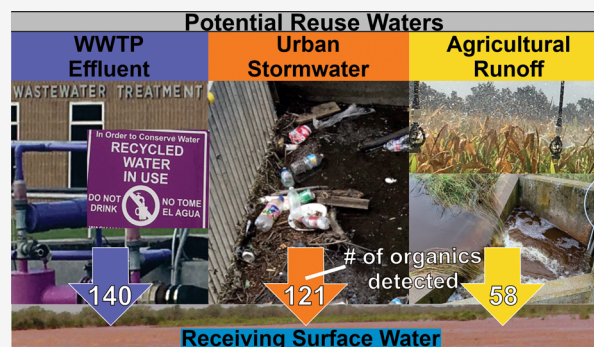 Potential Reuse Waters
WWTP
Effluent
Urban
Stormwater
Agricultural
Runoff
WASTEWATER TREATMENT
In Order to Conserve Water
RECYCLED
WATER
IN USE
DO NOT
DRINK
NO TOME
EL AGUA
# of organics
detected
140
121
58
Receiving Surface Water